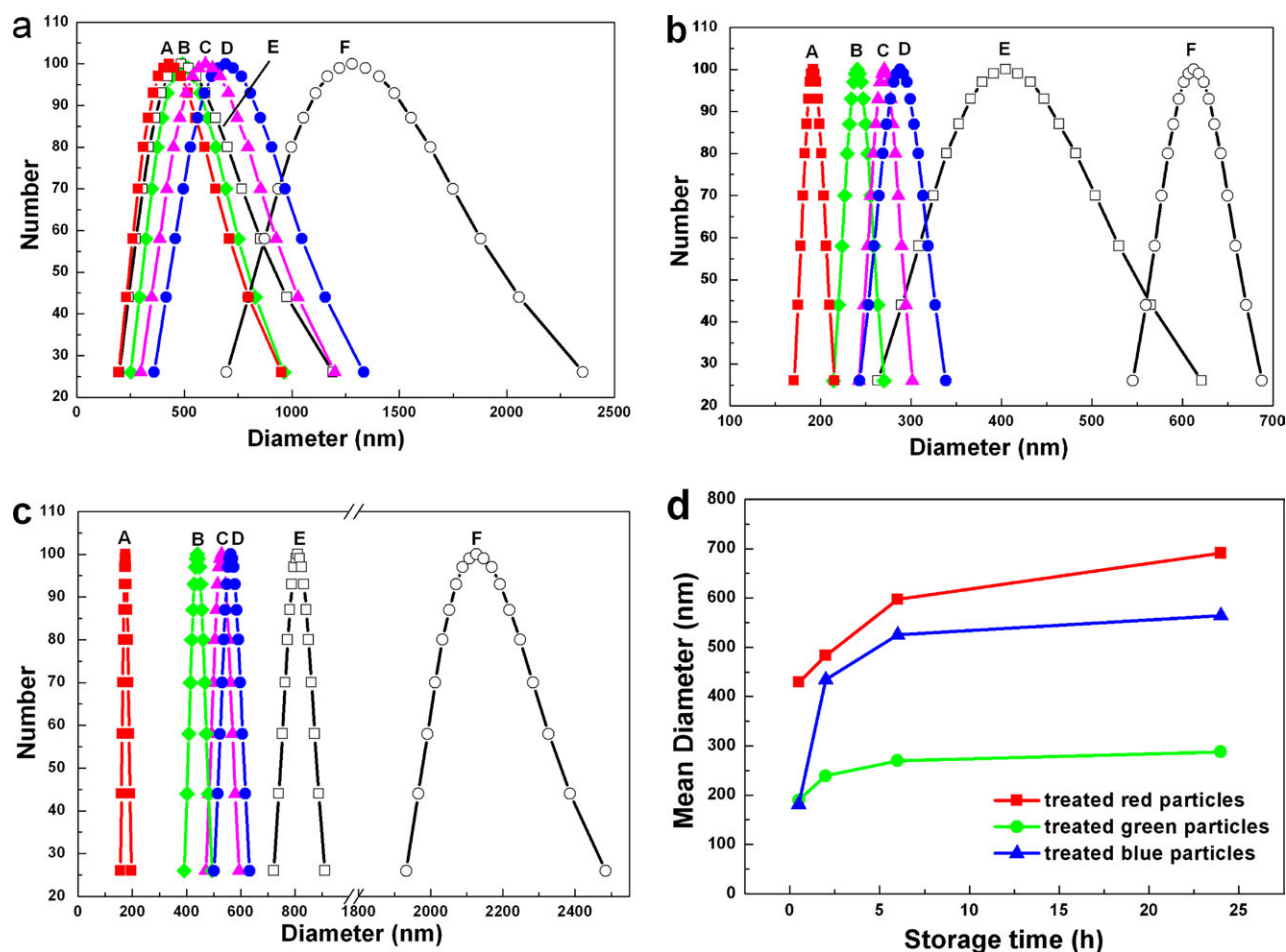 a
110
100
90
80
70
60
50
40
30
20
Number
A B C D E F
0 500 1000 1500 2000 2500
Diameter (nm)
b
110
100
90
80
70
60
50
40
30
20
Number
A B C D E F
100 200 300 400 500 600 700
Diameter (nm)
c
110
100
90
80
70
60
50
40
30
20
Number
A B C D E F
0 200 400 600 800 1800 2000 2200 2400
Diameter (nm)
d
800
700
600
500
400
300
200
100
0
Mean Diameter (nm)
treated red particles
treated green particles
treated blue particles
0 5 10 15 20 25
Storage time (h)